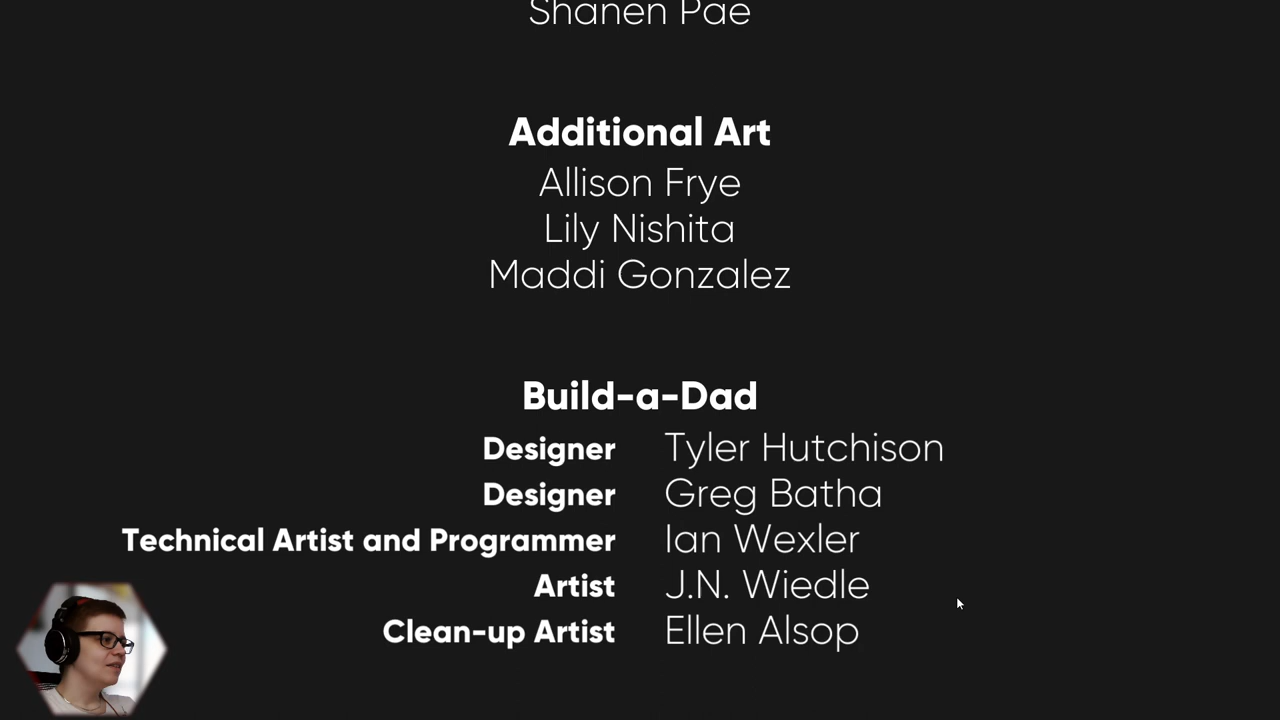 Shanen Pae
Additional Art
Allison Frye
Lily Nishita
Maddi Gonzalez
Build-a-Dad
Designer Tyler Hutchison
Designer Greg Batha
Technical Artist and Programmer Ian Wexler
Artist J.N. Wiedle
Clean-up Artist Ellen Alsop